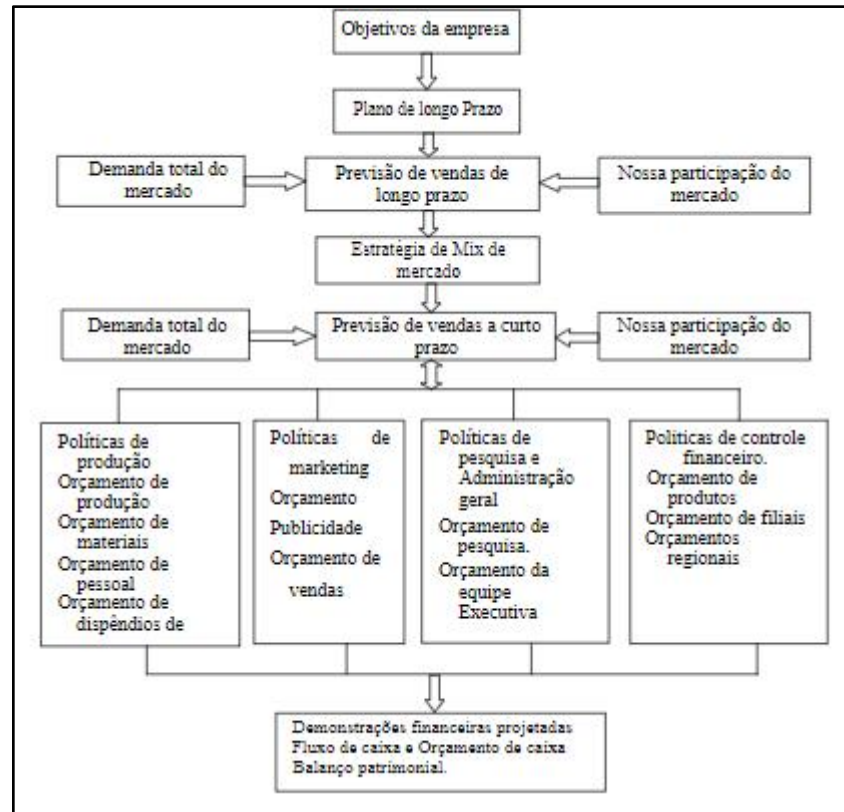 Objetivos da empresa
Plano de longo Prazo
Demanda total do
mercado
Previsão de vendas de
longo prazo
Nossa participação do
mercado
Estratégia de Mix de
mercado
Demanda total do
mercado
Previsão de vendas a curto
prazo
Nossa participação do
mercado
Políticas de
produção
Orçamento de
produção
Orçamento de
materiais
Orçamento de
pessoal
Orçamento de
dispêndios de
Políticas de
marketing
Orçamento
Publicidade
Orçamento de
vendas
Políticas de
pesquisa e
Administração
geral
Orçamento de
pesquisa.
Orçamento da
equipe
Executiva
Politicas de controle
financeiro.
Orçamento de
produtos
Orçamento de filiais
Orçamentos
regionais
Demonstrações financeiras projetadas
Fluxo de caixa e Orçamento de caixa
Balanço patrimonial.